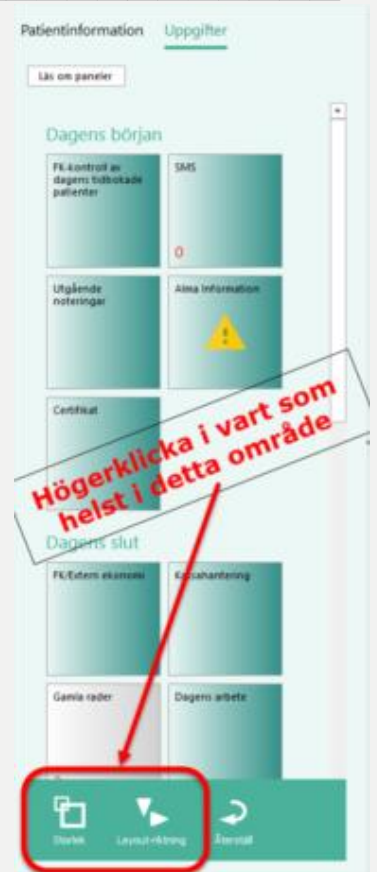 Patientinformation Uppgifter
Läs om paneler
Dagens början
FK-kontroll av
dagens tidbokade
patienter
SMS
0
Utgående
noteringar
Alma Information
Certifikat
Högerklicka i vart som
helst i detta område
Dagens slut
FK/Extern ekonomi
Kassahantering
Gamla rader
Dagens arbete
Storlek
Layout-riktning
Återställ